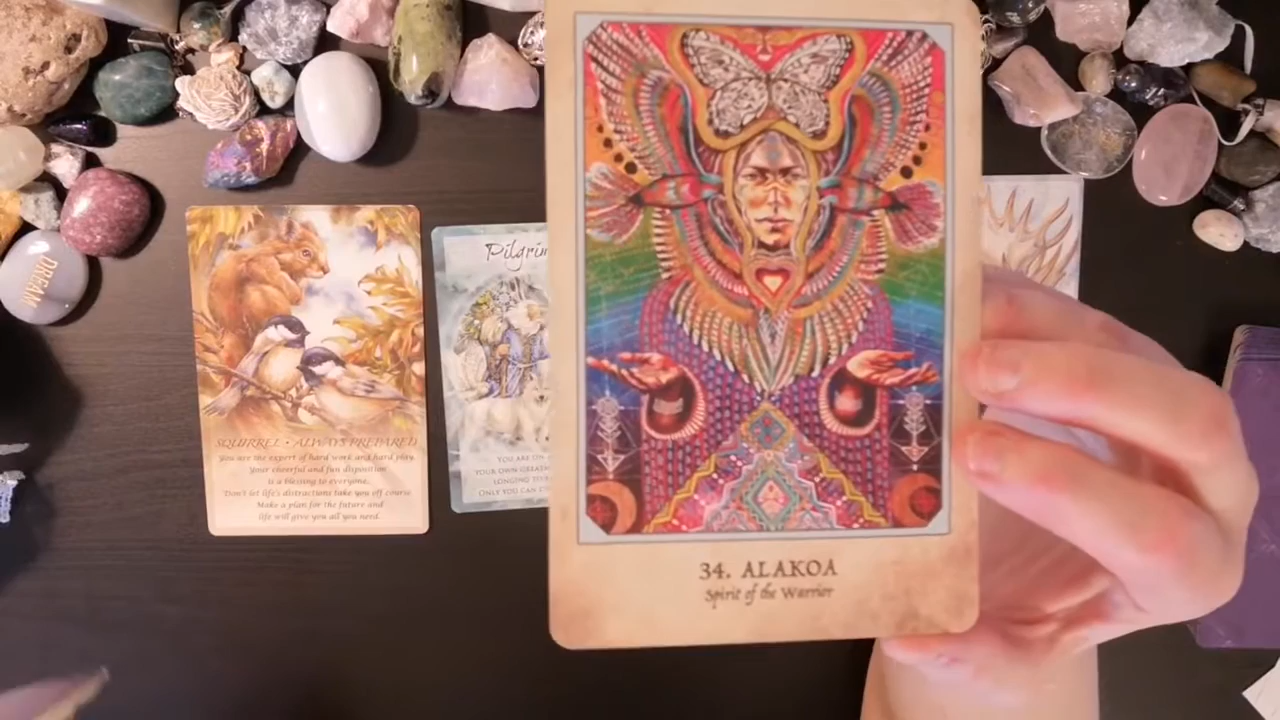 DREAM
SQUIRREL • ALWAYS PREPARED
You are the expert of hard work and hard play.
Your cheerful and fun disposition
is a blessing to everyone.
Don't let life's distractions take you off course
Make a plan for the future and
life will give you all you need.
Pilgrim
YOU ARE ON A
YOUR OWN GREAT
LONGING
ONLY YOU CAN
34. ALAKOA
Spirit of the Warrior